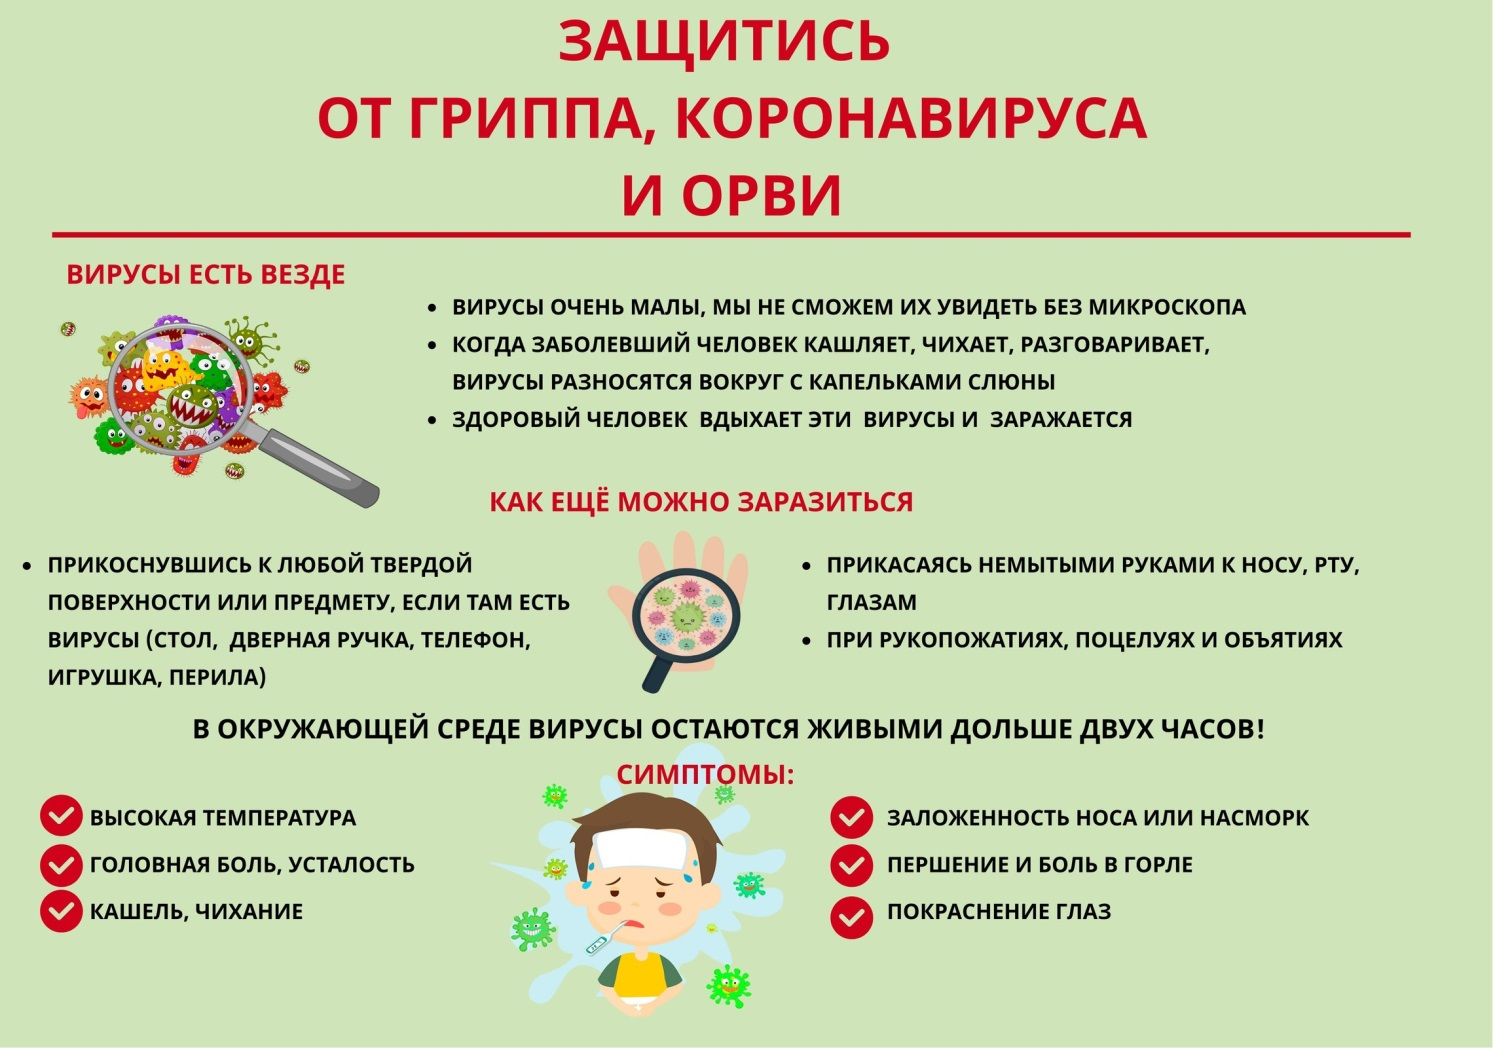 ЗАЩИТИСЬ
ОТ ГРИППА, КОРОНАВИРУСА
И ОРВИ
ВИРУСЫ ЕСТЬ ВЕЗДЕ
• ВИРУСЫ ОЧЕНЬ МАЛЫ, МЫ НЕ СМОЖЕМ ИХ УВИДЕТЬ БЕЗ МИКРОСКОПА
• КОГДА ЗАБОЛЕВШИЙ ЧЕЛОВЕК КАШЛЯЕТ, ЧИХАЕТ, РАЗГОВАРИВАЕТ,
ВИРУСЫ РАЗНОСЯТСЯ ВОКРУГ С КАПЕЛЬКАМИ СЛЮНЫ
• ЗДОРОВЫЙ ЧЕЛОВЕК ВДЫХАЕТ ЭТИ ВИРУСЫ И ЗАРАЖАЕТСЯ
КАК ЕЩЁ МОЖНО ЗАРАЗИТЬСЯ
• ПРИКОСНУВШИСЬ К ЛЮБОЙ ТВЕРДОЙ
ПОВЕРХНОСТИ ИЛИ ПРЕДМЕТУ, ЕСЛИ ТАМ ЕСТЬ
ВИРУСЫ (СТОЛ, ДВЕРНАЯ РУЧКА, ТЕЛЕФОН,
ИГРУШКА, ПЕРИЛА)
• ПРИКАСАЯСЬ НЕМЫТЫМИ РУКАМИ К НОСУ, РТУ,
ГЛАЗАМ
• ПРИ РУКОПОЖАТИЯХ, ПОЦЕЛУЯХ И ОБЪЯТИЯХ
В ОКРУЖАЮЩЕЙ СРЕДЕ ВИРУСЫ ОСТАЮТСЯ ЖИВЫМИ ДОЛЬШЕ ДВУХ ЧАСОВ!
СИМПТОМЫ:
ВЫСОКАЯ ТЕМПЕРАТУРА
ГОЛОВНАЯ БОЛЬ, УСТАЛОСТЬ
КАШЕЛЬ, ЧИХАНИЕ
ЗАЛОЖЕННОСТЬ НОСА ИЛИ НАСМОРК
ПЕРШЕНИЕ И БОЛЬ В ГОРЛЕ
ПОКРАСНЕНИЕ ГЛАЗ